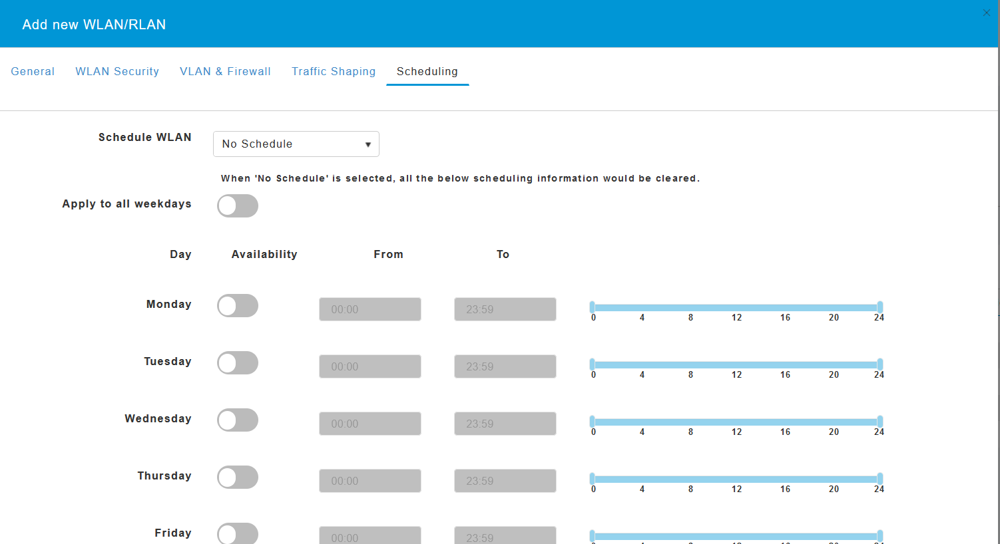 Add new WLAN/RLAN
General WLAN Security VLAN & Firewall Traffic Shaping Scheduling
Schedule WLAN No Schedule
When 'No Schedule' is selected, all the below scheduling information would be cleared.
Apply to all weekdays
Day Availability From To
Monday 00:00 23:59
0 4 8 12 16 20 24
Tuesday 00:00 23:59
0 4 8 12 16 20 24
Wednesday 00:00 23:59
0 4 8 12 16 20 24
Thursday 00:00 23:59
0 4 8 12 16 20 24
Friday 00:00 23:59